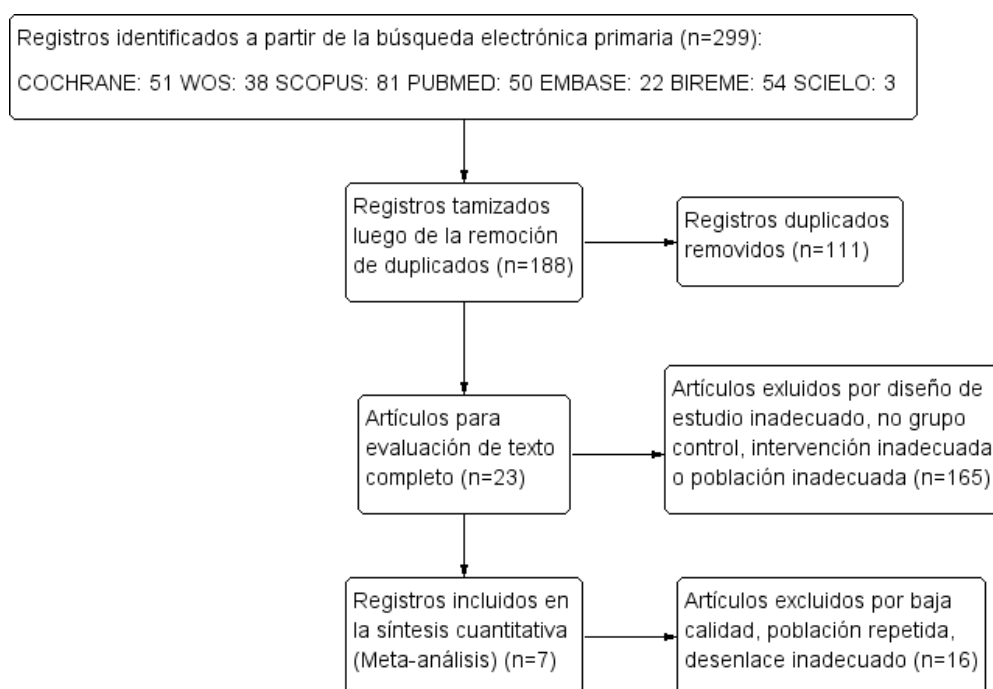 Registros identificados a partir de la búsqueda electrónica primaria (n=299):
COCHRANE: 51 WOS: 38 SCOPUS: 81 PUBMED: 50 EMBASE: 22 BIREME: 54 SCIELO: 3
Registros tamizados
luego de la remoción
de duplicados (n=188)
Registros duplicados
removidos (n=111)
Artículos para
evaluación de texto
completo (n=23)
Artículos exluidos por diseño de
estudio inadecuado, no grupo
control, intervención inadecuada
o población inadecuada (n=165)
Registros incluidos en
la síntesis cuantitativa
(Meta-análisis) (n=7)
Artículos excluidos por baja
calidad, población repetida,
desenlace inadecuado (n=16)